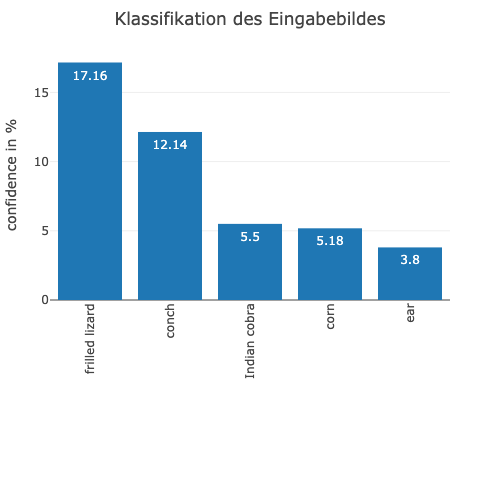 Klassifikation des Eingabebildes
confidence in %
15
10
5
0
17.16
12.14
5.5
5.18
3.8
frilled lizard
conch
Indian cobra
corn
ear